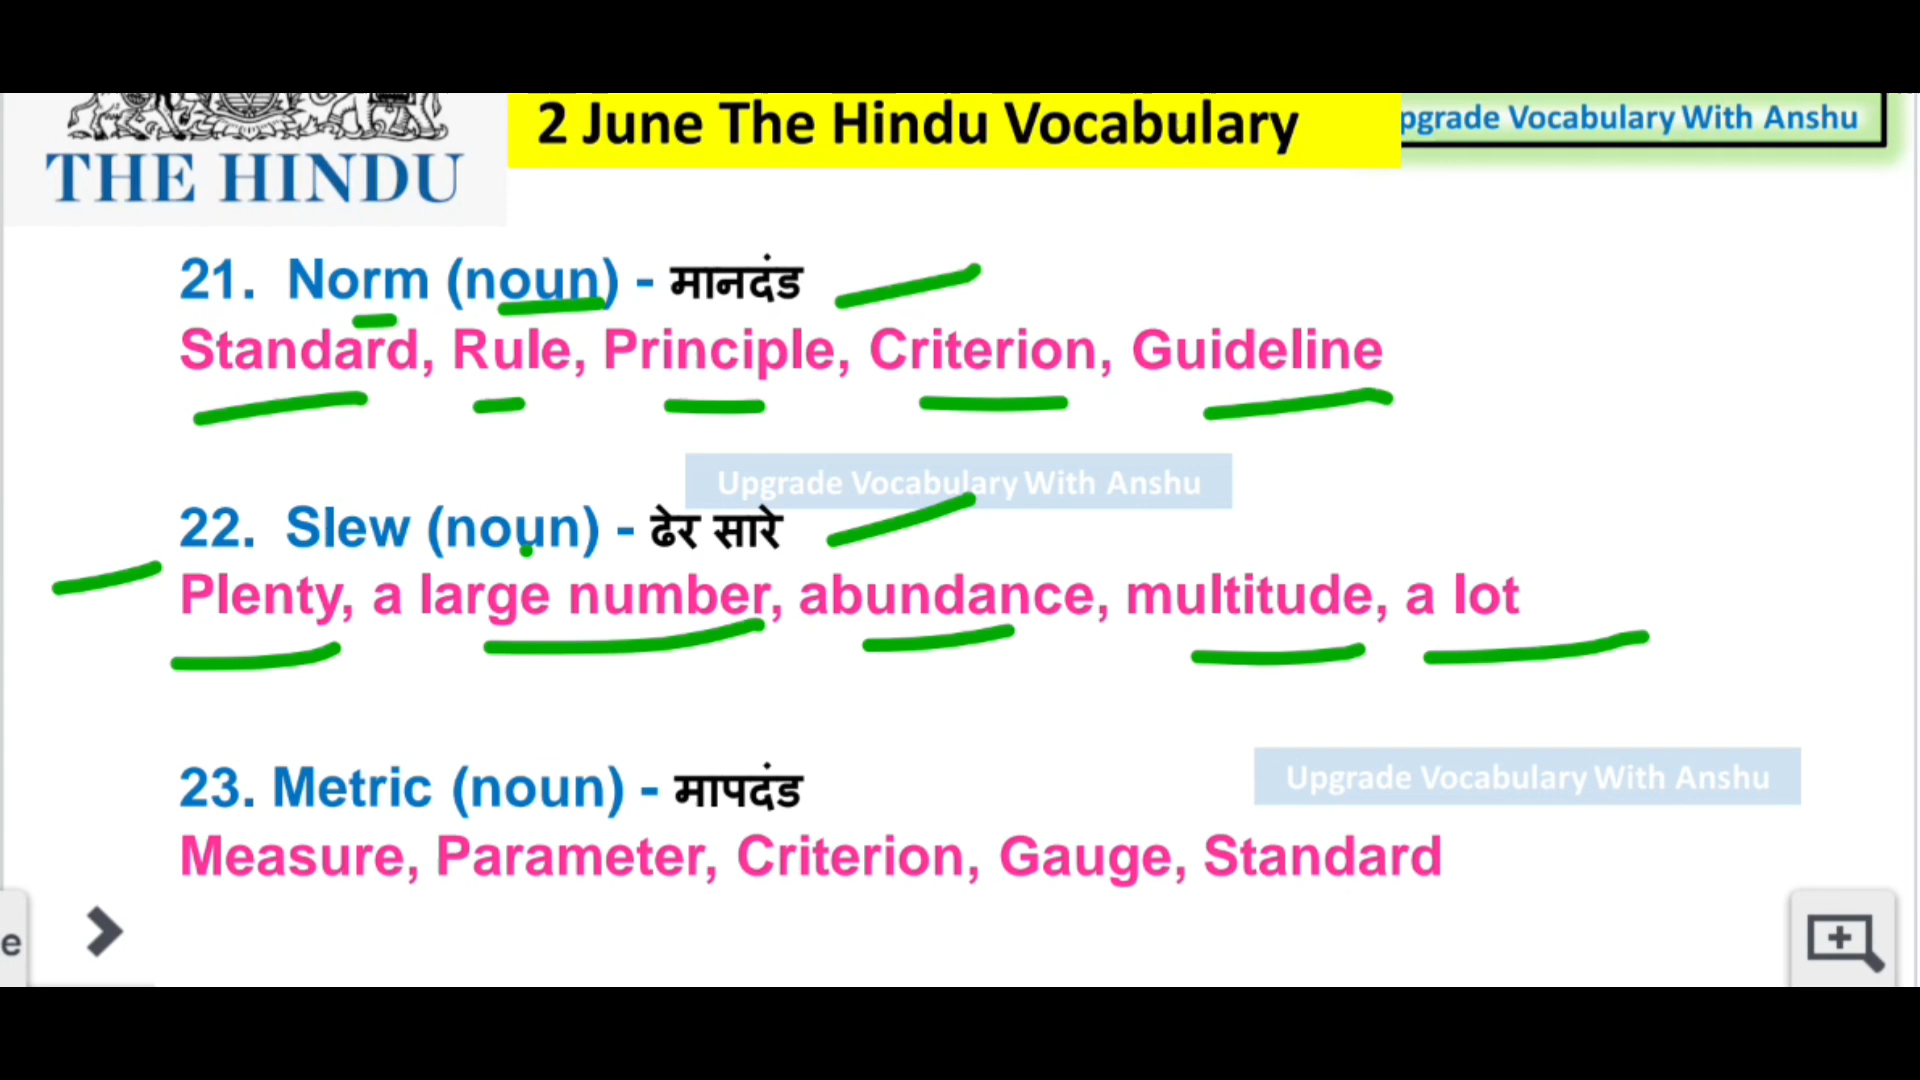 THE HINDU
2 June The Hindu Vocabulary
pgrade Vocabulary With Anshu
21. Norm (noun) - मानदंड
Standard, Rule, Principle, Criterion, Guideline
Upgrade Vocabulary With Anshu
22. Slew (noun) - ढेर सारे
Plenty, a large number, abundance, multitude, a lot
23. Metric (noun) - मापदंड
Upgrade Vocabulary With Anshu
Measure, Parameter, Criterion, Gauge, Standard
e